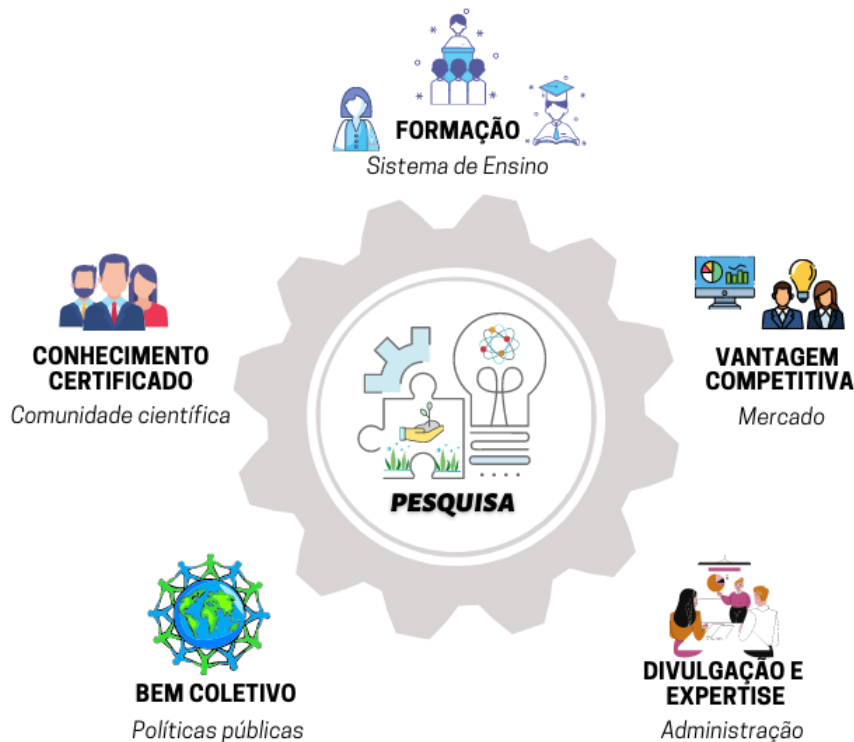 FORMAÇÃO
Sistema de Ensino
CONHECIMENTO
CERTIFICADO
Comunidade científica
VANTAGEM
COMPETITIVA
Mercado
PESQUISA
BEM COLETIVO
Políticas públicas
DIVULGAÇÃO E
EXPERTISE
Administração